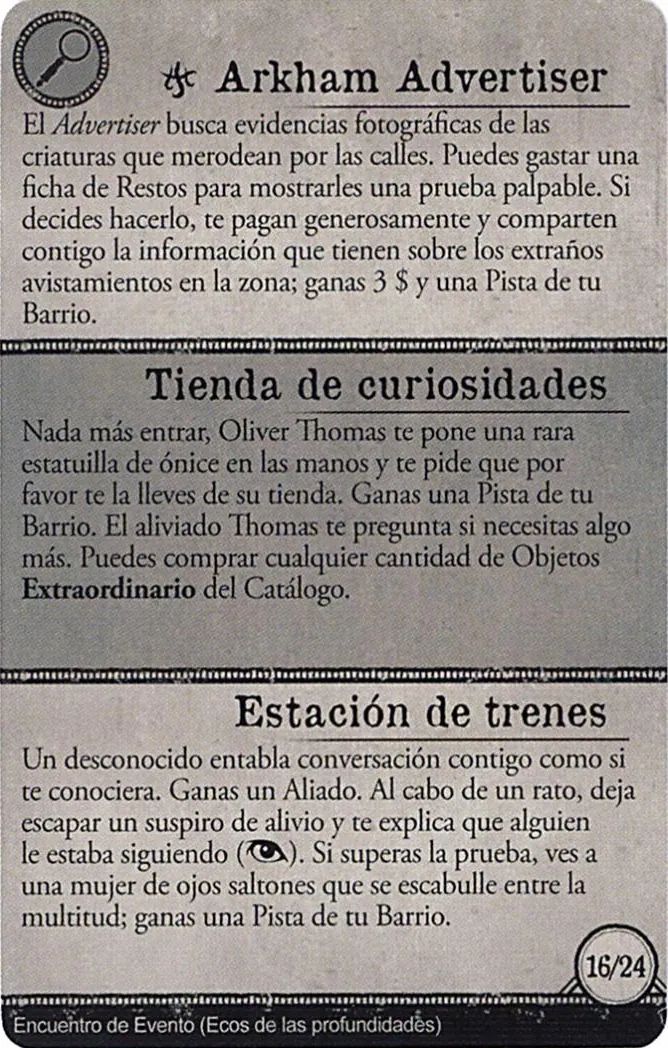 Arkham Advertiser
El Advertiser busca evidencias fotográficas de las
criaturas que merodean por las calles. Puedes gastar una
ficha de Restos para mostrarles una prueba palpable. Si
decides hacerlo, te pagan generosamente y comparten
contigo la información que tienen sobre los extraños
avistamientos en la zona; ganas 3 $ y una Pista de tu
Barrio.
Tienda de curiosidades
Nada más entrar, Oliver Thomas te pone una rara
estatuilla de ónice en las manos y te pide que por
favor te la lleves de su tienda. Ganas una Pista de tu
Barrio. El aliviado Thomas te pregunta si necesitas algo
más. Puedes comprar cualquier cantidad de Objetos
Extraordinario del Catálogo.
Estación de trenes
Un desconocido entabla conversación contigo como si
te conociera. Ganas un Aliado. Al cabo de un rato, deja
escapar un suspiro de alivio y te explica que alguien
le estaba siguiendo (). Si superas la prueba, ves a
una mujer de ojos saltones que se escabulle entre la
multitud; ganas una Pista de tu Barrio.
16/24
Encuentro de Evento (Ecos de las profundidades)